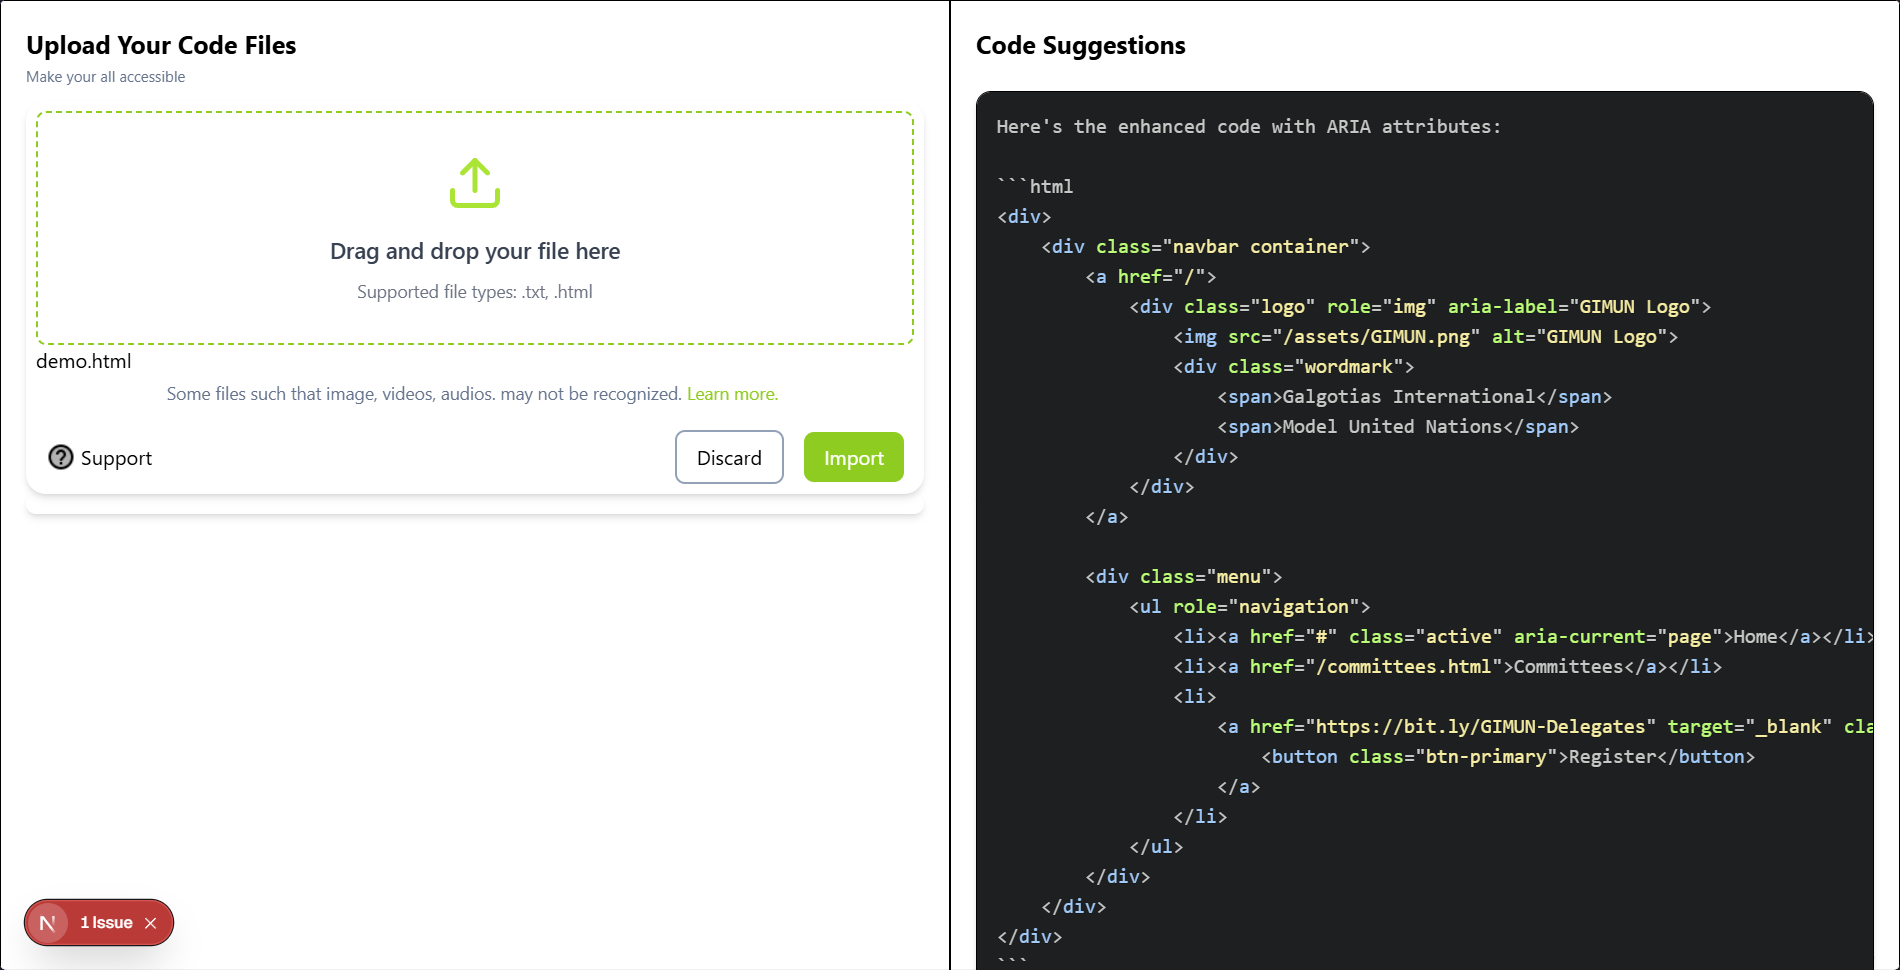 Upload Your Code Files
Make your all accessible
Drag and drop your file here
Supported file types: .txt, .html
demo.html
Some files such that image, videos, audios. may not be recognized. Learn more.
Support
Discard
Import
N
1 Issue
Code Suggestions
Here's the enhanced code with ARIA attributes:
```html
<div>
<div class="navbar container">
<a href="/">
<div class="logo" role="img" aria-label="GIMUN Logo">
<img src="/assets/GIMUN.png" alt="GIMUN Logo">
<div class="wordmark">
<span>Galgotias International</span>
<span>Model United Nations</span>
</div>
</div>
</a>
<div class="menu">
<ul role="navigation">
<li><a href="#" class="active" aria-current="page">Home</a></li>
<li><a href="/committees.html">Committees</a></li>
<li>
<a href="https://bit.ly/GIMUN-Delegates" target="_blank" cla
<button class="btn-primary">Register</button>
</a>
</li>
</ul>
</div>
</div>
</div>
```